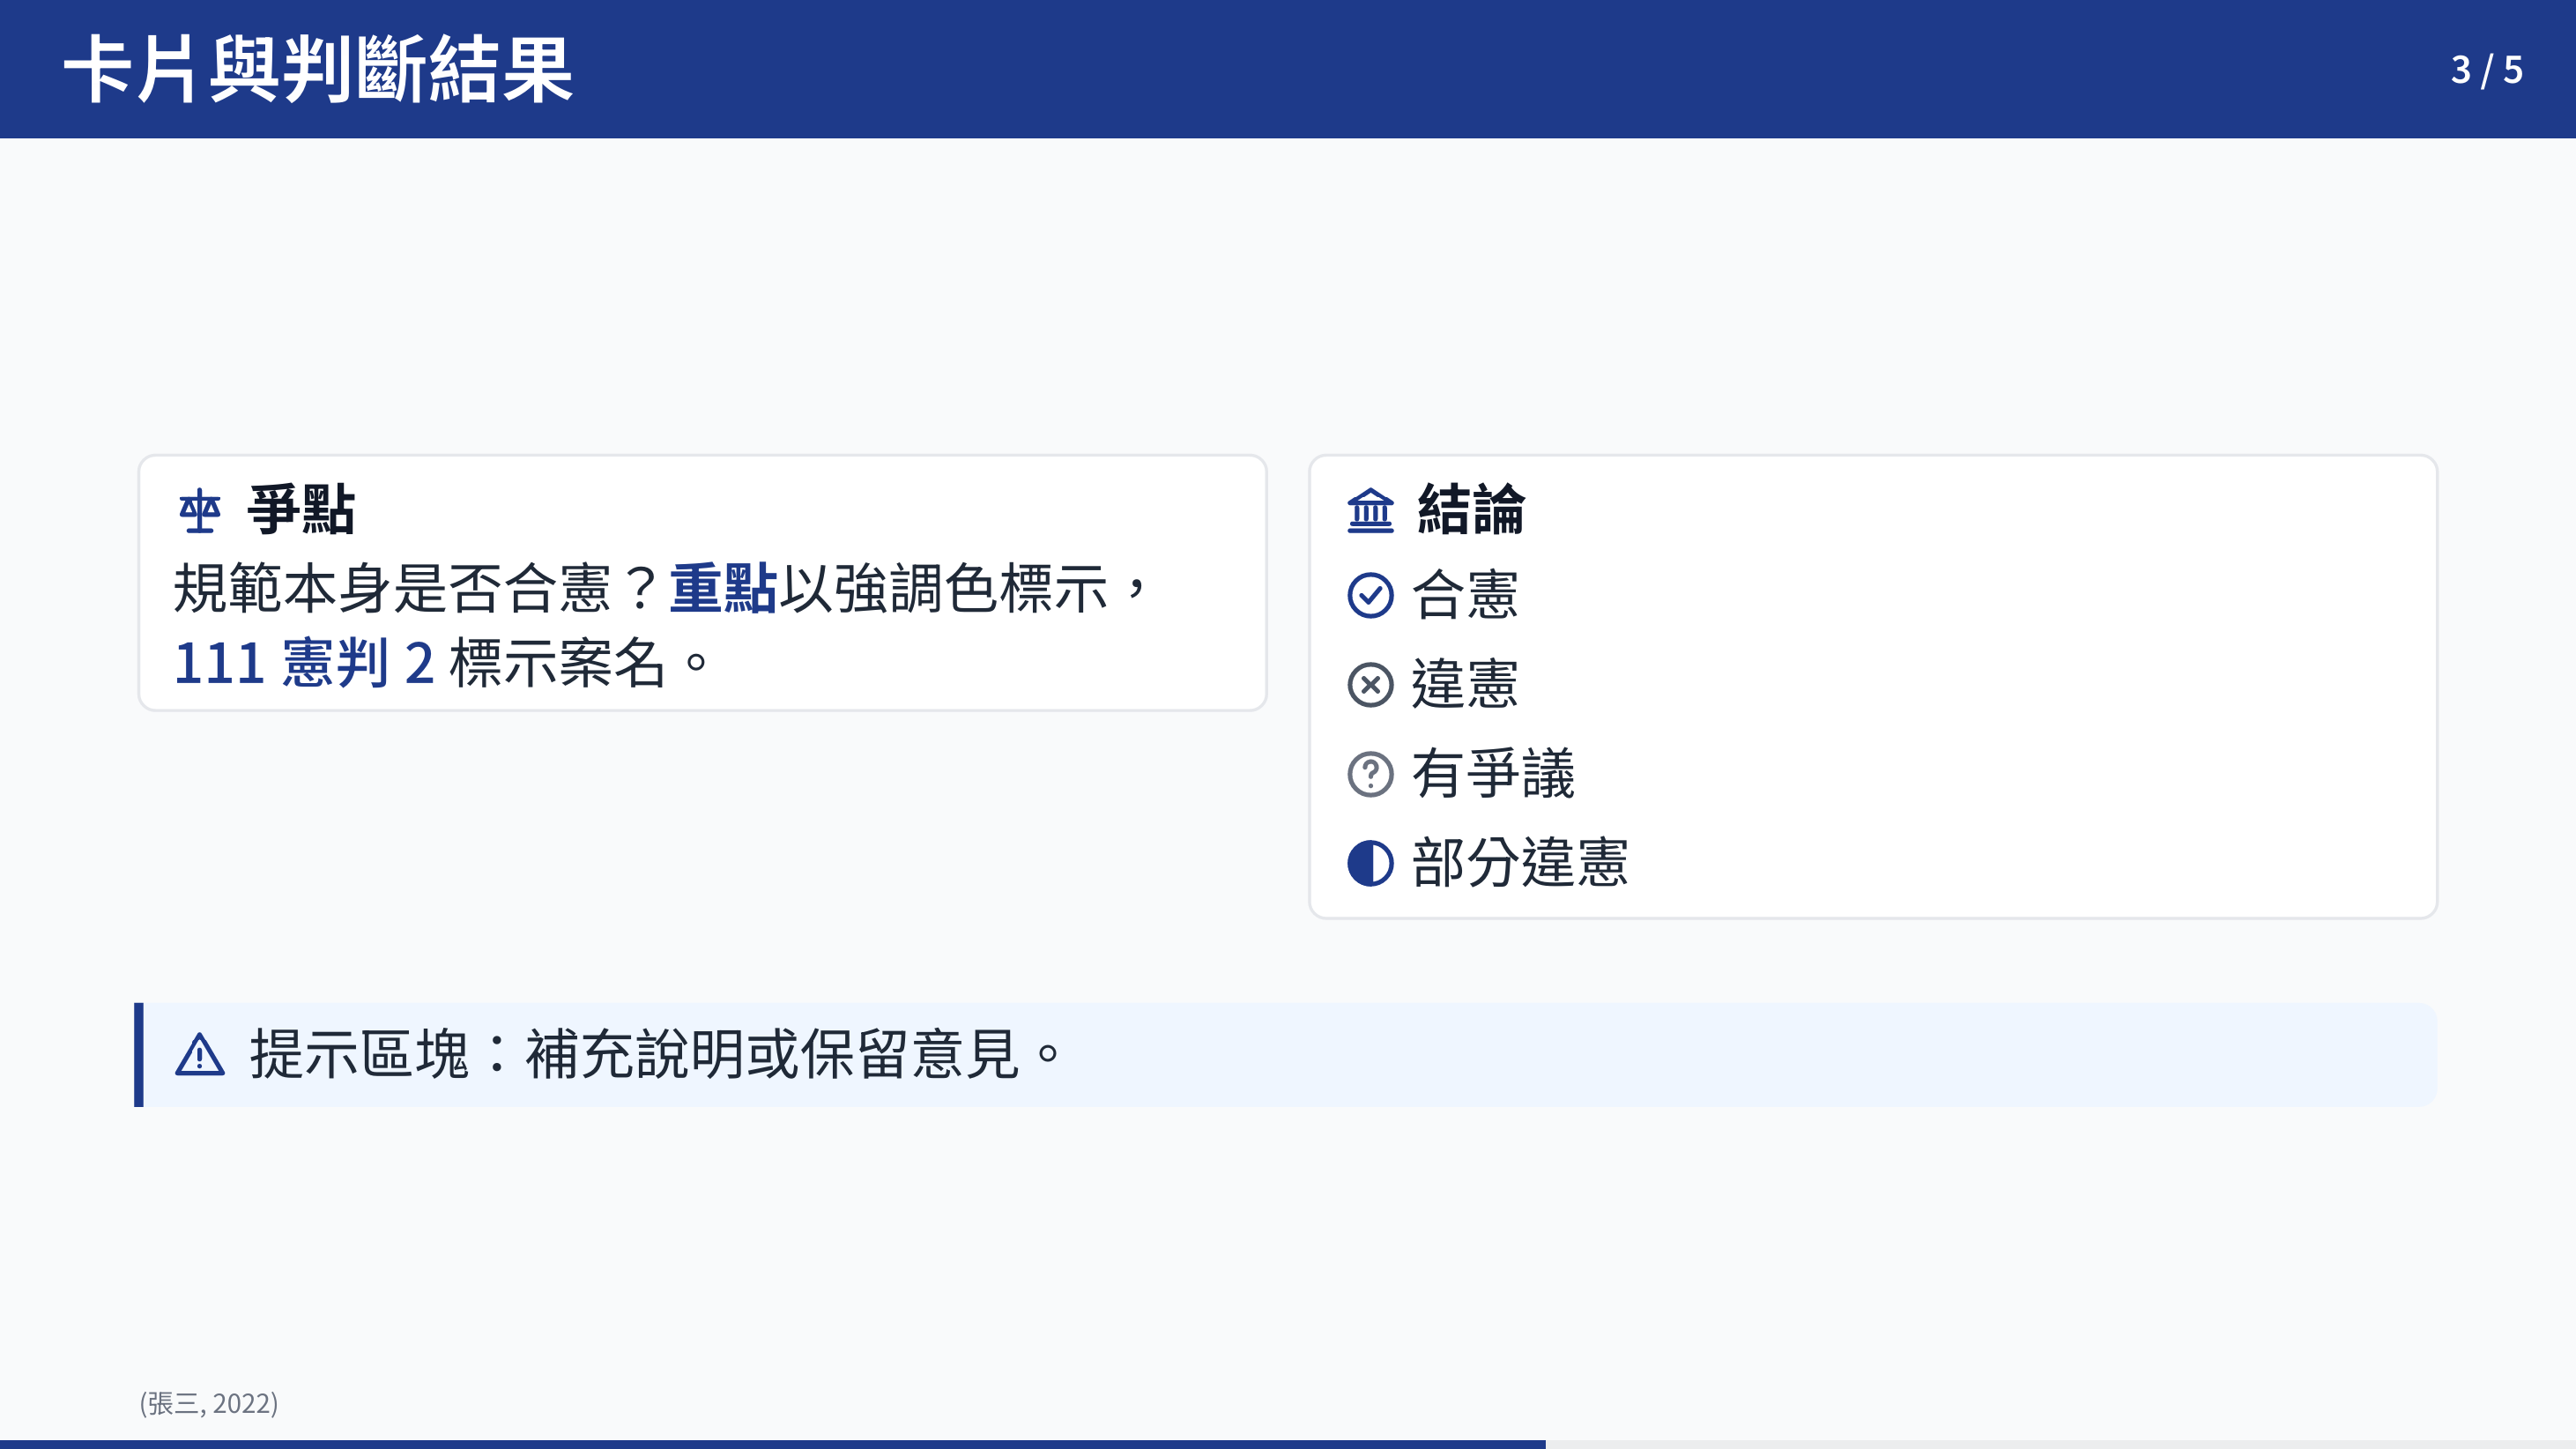 卡片與判斷結果
3 / 5
爭點
規範本身是否合憲？重點以強調色標示，
111 憲判 2 標示案名。
結論
合憲
違憲
有爭議
部分違憲
提示區塊：補充說明或保留意見。
(張三, 2022)